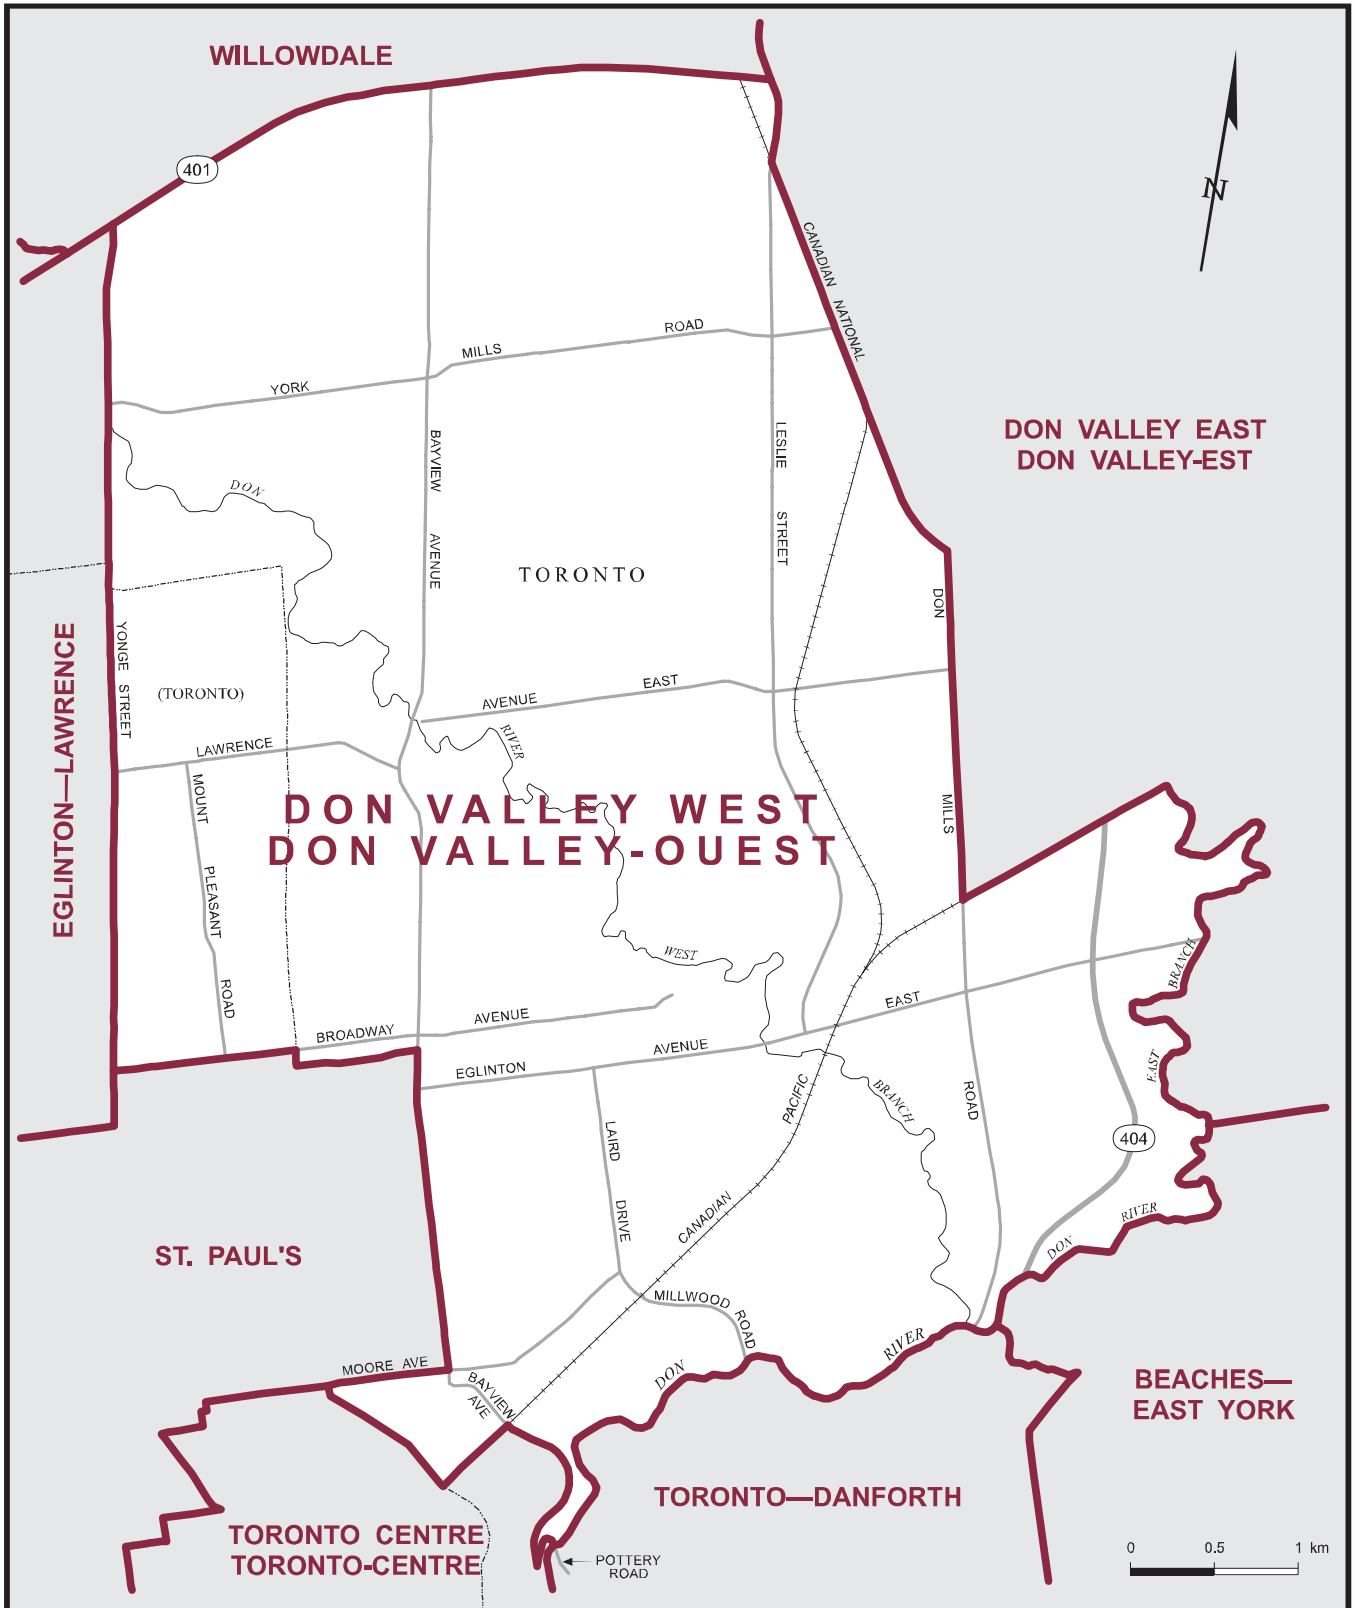 WILLOWDALE
401
N
CANADIAN NATIONAL
YORK MILLS ROAD
DON VALLEY EAST
DON VALLEY-EST
BAYVIEW AVENUE
LESLIE STREET
DON
TORONTO
DON
YONGE STREET
(TORONTO)
EGLINTON—LAWRENCE
AVENUE EAST
LAWRENCE
RIVER
MOUNT PLEASANT ROAD
DON VALLEY WEST
DON VALLEY-OUEST
MILLS
WEST
BRANCH
EAST
BROADWAY AVENUE
EGLINTON AVENUE EAST
BRANCH
ROAD
EAST
PACIFIC
LAIRD DRIVE
404
CANADIAN
RIVER
DON
ST. PAUL'S
MILLWOOD ROAD
RIVER
DON
MOORE AVE
BAYVIEW
AVE
BEACHES—
EAST YORK
TORONTO—DANFORTH
TORONTO CENTRE
TORONTO-CENTRE
POTTERY
ROAD
0 0.5 1 km